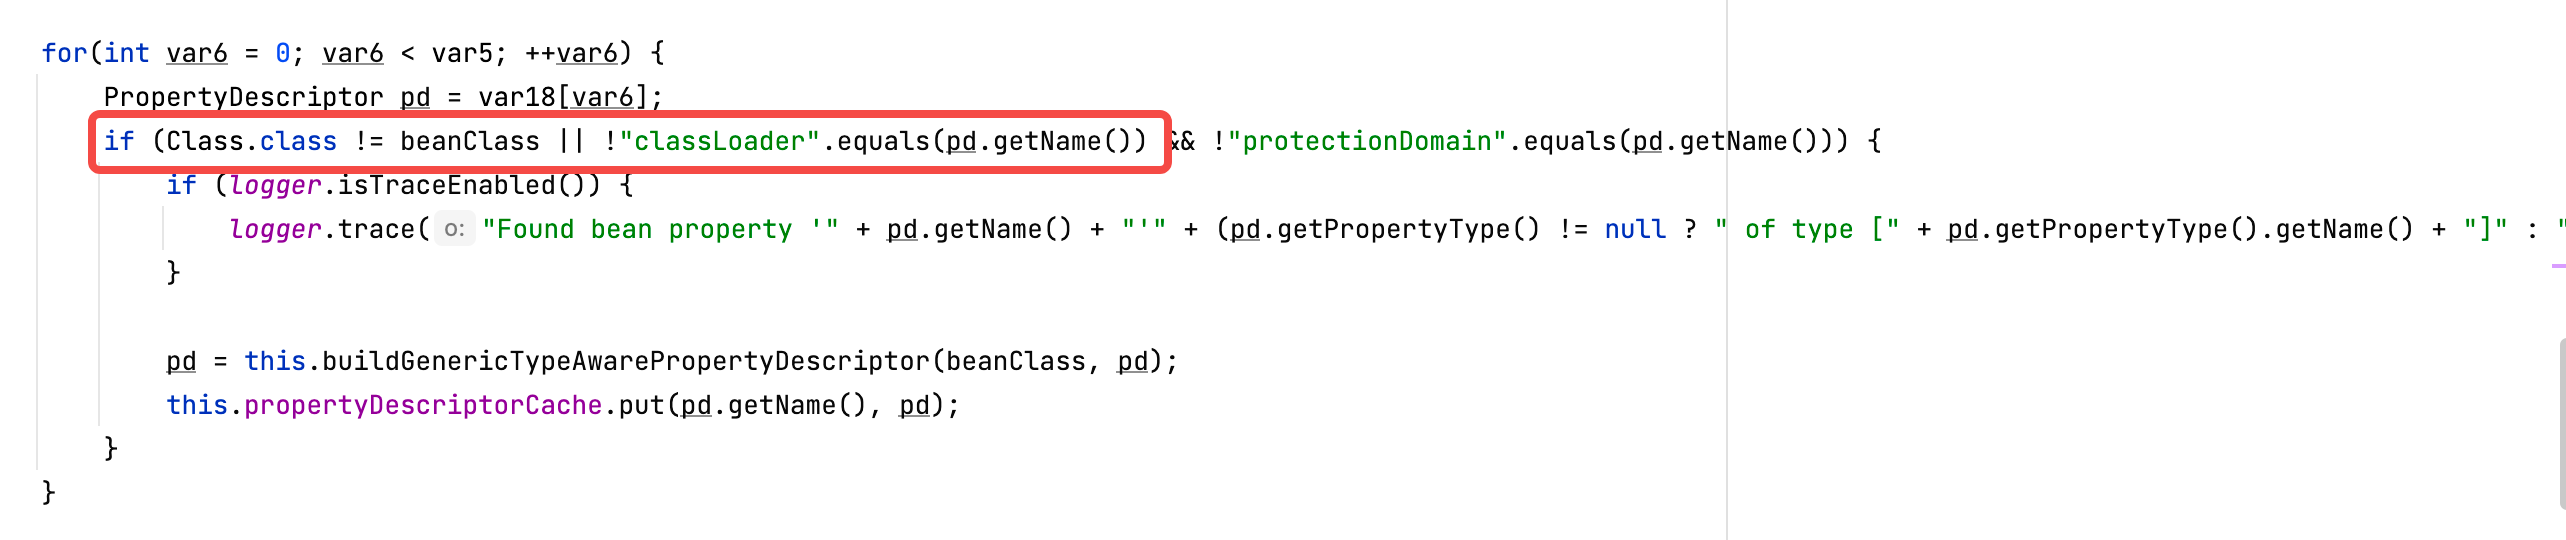 for(int var6 = 0; var6 < var5; ++var6) {
PropertyDescriptor pd = var18[var6];
if (Class.class != beanClass || !"classLoader".equals(pd.getName()) && !"protectionDomain".equals(pd.getName())) {
if (logger.isTraceEnabled()) {
logger.trace( o: "Found bean property '" + pd.getName() + "'" + (pd.getPropertyType() != null ? " of type [" + pd.getPropertyType().getName() + "]" : "
}
pd = this.buildGenericTypeAwarePropertyDescriptor(beanClass, pd);
this.propertyDescriptorCache.put(pd.getName(), pd);
}
}